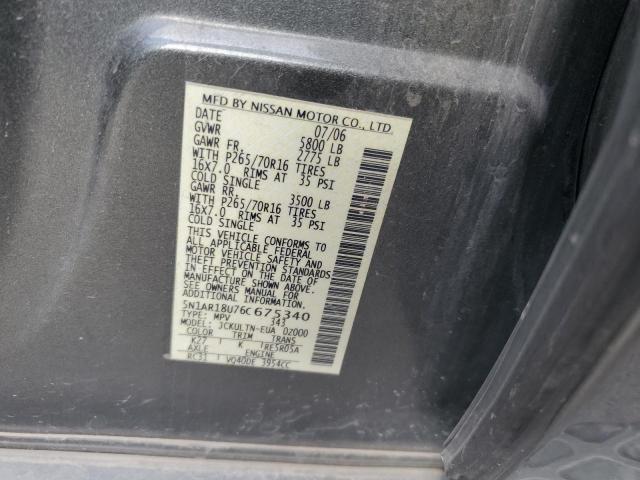 MFD BY NISSAN MOTOR CO., LTD
DATE 07/06
GVWR 5800 LB
GAWR FR. 2775 LB
WITH P265/70R16 TIRES
16X7.0 RIMS AT 35 PSI
COLD SINGLE
GAWR RR. 3500 LB
WITH P265/70R16 TIRES
16X7.0 RIMS AT 35 PSI
COLD SINGLE
THIS VEHICLE CONFORMS TO
ALL APPLICABLE FEDERAL
MOTOR VEHICLE SAFETY AND
THEFT PREVENTION STANDARDS
IN EFFECT ON THE DATE OF
MANUFACTURE SHOWN ABOVE.
SEE OWNERS MANUAL FOR
ADDITIONAL INFORMATION.
5N1AR18U76C675340
TYPE MPV 343
3CKULTN-EUA 02000
COLOR TRIM TRANS
K27 K RE5R05A
AXLE ENGINE
RC31 VQ40DE 3954CC